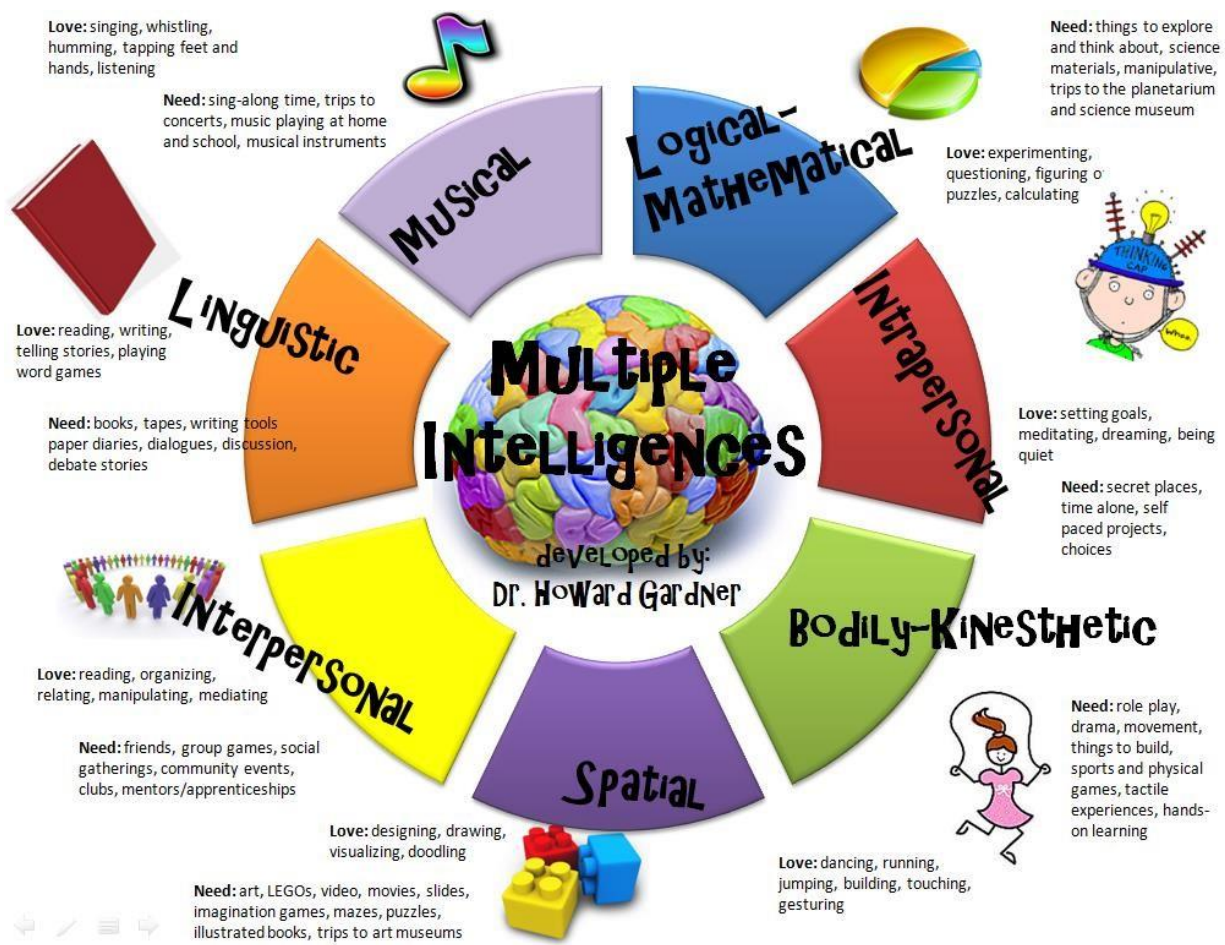 Love: singing, whistling,
humming, tapping feet and
hands, listening
Need: sing-along time, trips to
concerts, music playing at home
and school, musical instruments
Musical
Logical-
Mathematical
Need: things to explore
and think about, science
materials, manipulative,
trips to the planetarium
and science museum
Love: experimenting,
questioning, figuring o
puzzles, calculating
THINKING
CAP
Whoa
Intrapersonal
Love: setting goals,
meditating, dreaming, being
quiet
Need: secret places,
time alone, self
paced projects,
choices
Linguistic
Love: reading, writing,
telling stories, playing
word games
Need: books, tapes, writing tools
paper diaries, dialogues, discussion,
debate stories
Multiple
Intelligences
developed by:
Dr. Howard Gardner
Bodily-Kinesthetic
Need: role play,
drama, movement,
things to build,
sports and physical
games, tactile
experiences, hands-
on learning
Love: dancing, running,
jumping, building, touching,
gesturing
Interpersonal
Love: reading, organizing,
relating, manipulating, mediating
Need: friends, group games, social
gatherings, community events,
clubs, mentors/apprenticeships
Spatial
Love: designing, drawing,
visualizing, doodling
Need: art, LEGOs, video, movies, slides,
imagination games, mazes, puzzles,
illustrated books, trips to art museums